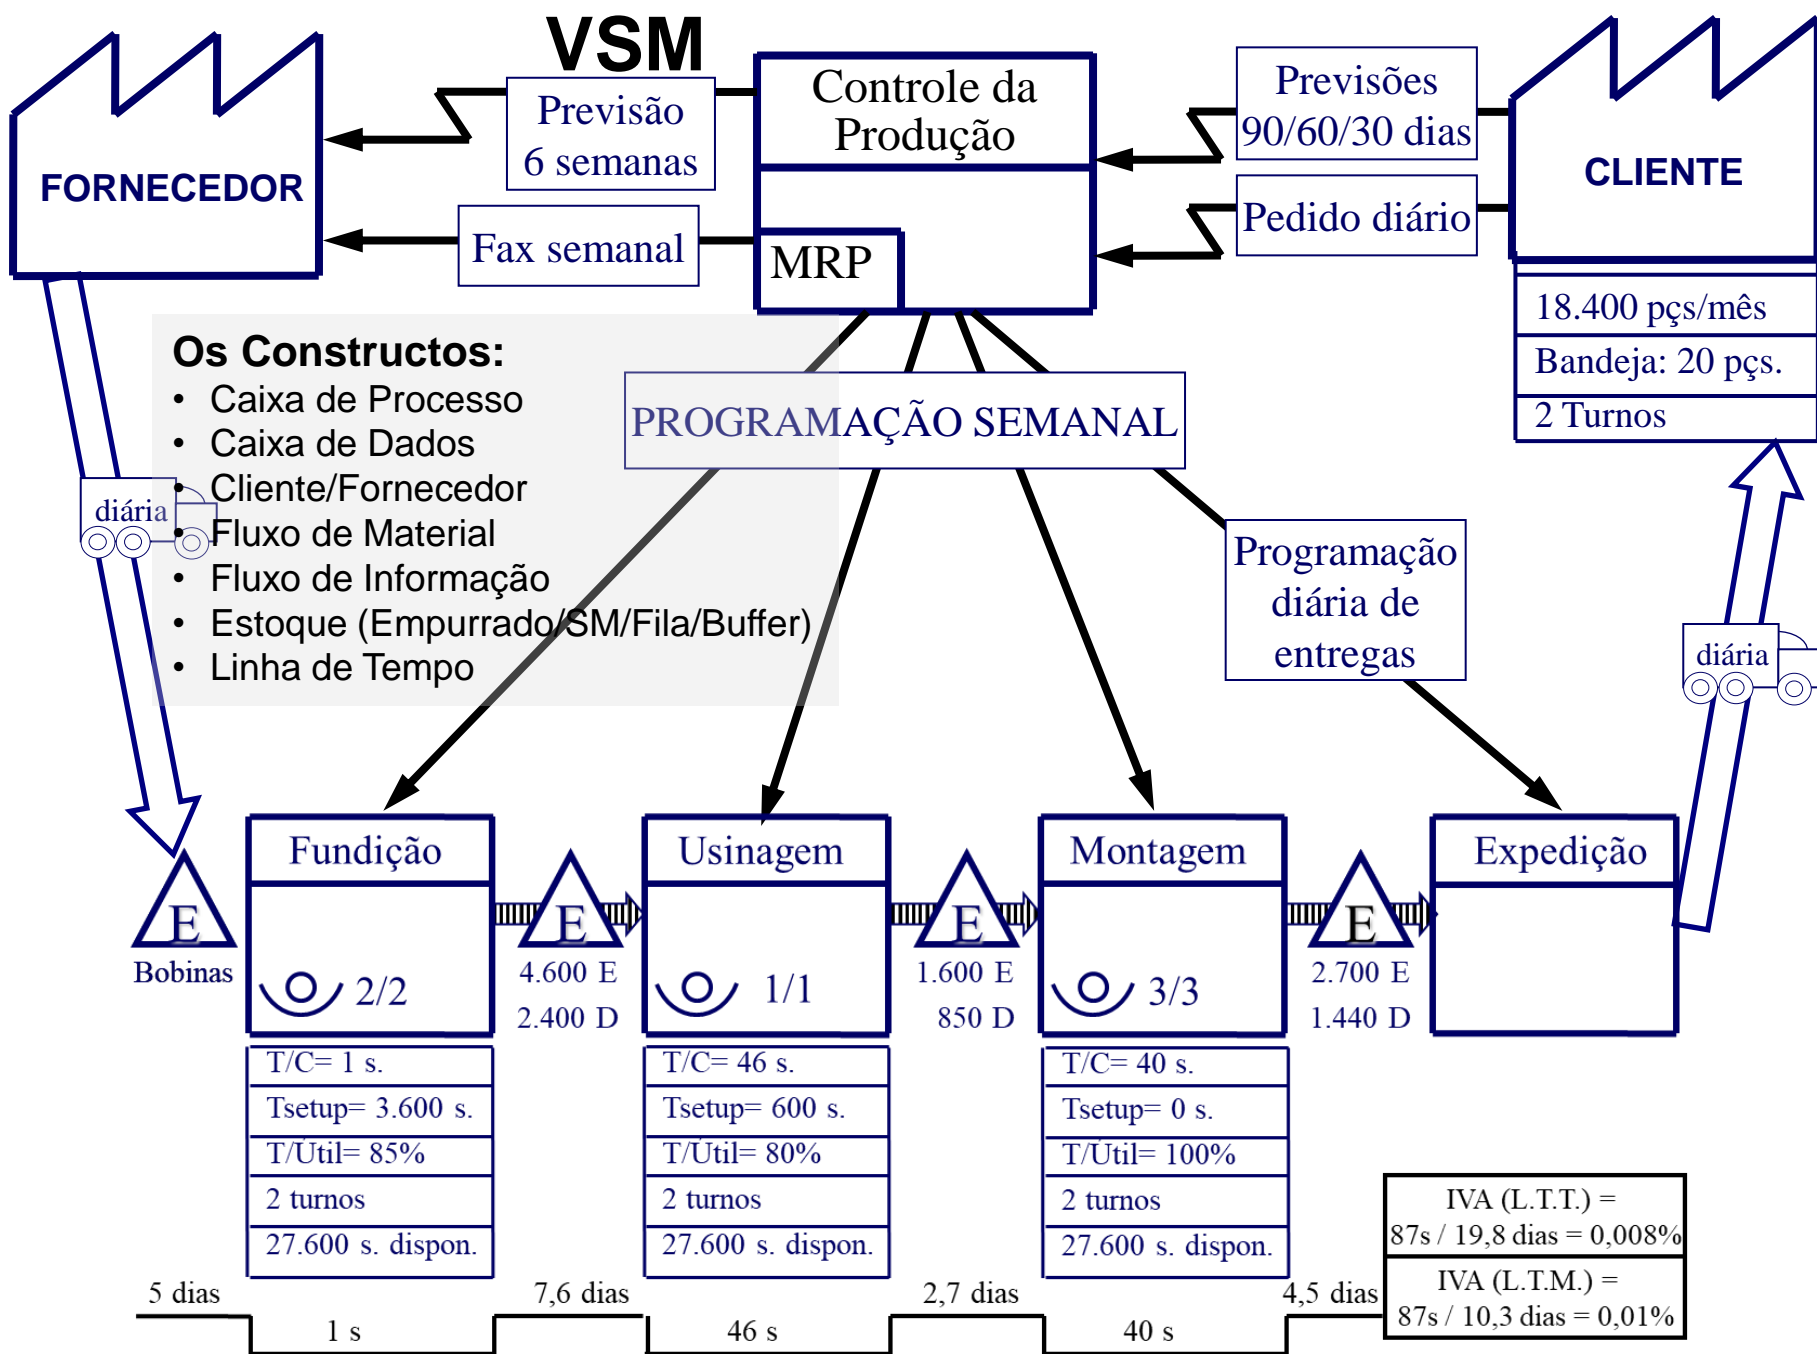 VSM
FORNECEDOR
Previsão
6 semanas
Fax semanal
Controle da
Produção
MRP
Previsões
90/60/30 dias
Pedido diário
CLIENTE
18.400 pçs/mês
Bandeja: 20 pçs.
2 Turnos
Os Constructos:
• Caixa de Processo
• Caixa de Dados
• Cliente/Fornecedor
• Fluxo de Material
• Fluxo de Informação
• Estoque (Empurrado/SM/Fila/Buffer)
• Linha de Tempo
PROGRAMAÇÃO SEMANAL
diária
Programação
diária de
entregas
diária
E
Bobinas
Fundição
2/2
T/C= 1 s.
Tsetup= 3.600 s.
T/Útil= 85%
2 turnos
27.600 s. dispon.
E
4.600 E
2.400 D
Usinagem
1/1
T/C= 46 s.
Tsetup= 600 s.
T/Útil= 80%
2 turnos
27.600 s. dispon.
E
1.600 E
850 D
Montagem
3/3
T/C= 40 s.
Tsetup= 0 s.
T/Útil= 100%
2 turnos
27.600 s. dispon.
E
2.700 E
1.440 D
Expedição
5 dias
1 s
7,6 dias
46 s
2,7 dias
40 s
4,5 dias
IVA (L.T.T.) =
87s / 19,8 dias = 0,008%
IVA (L.T.M.) =
87s / 10,3 dias = 0,01%